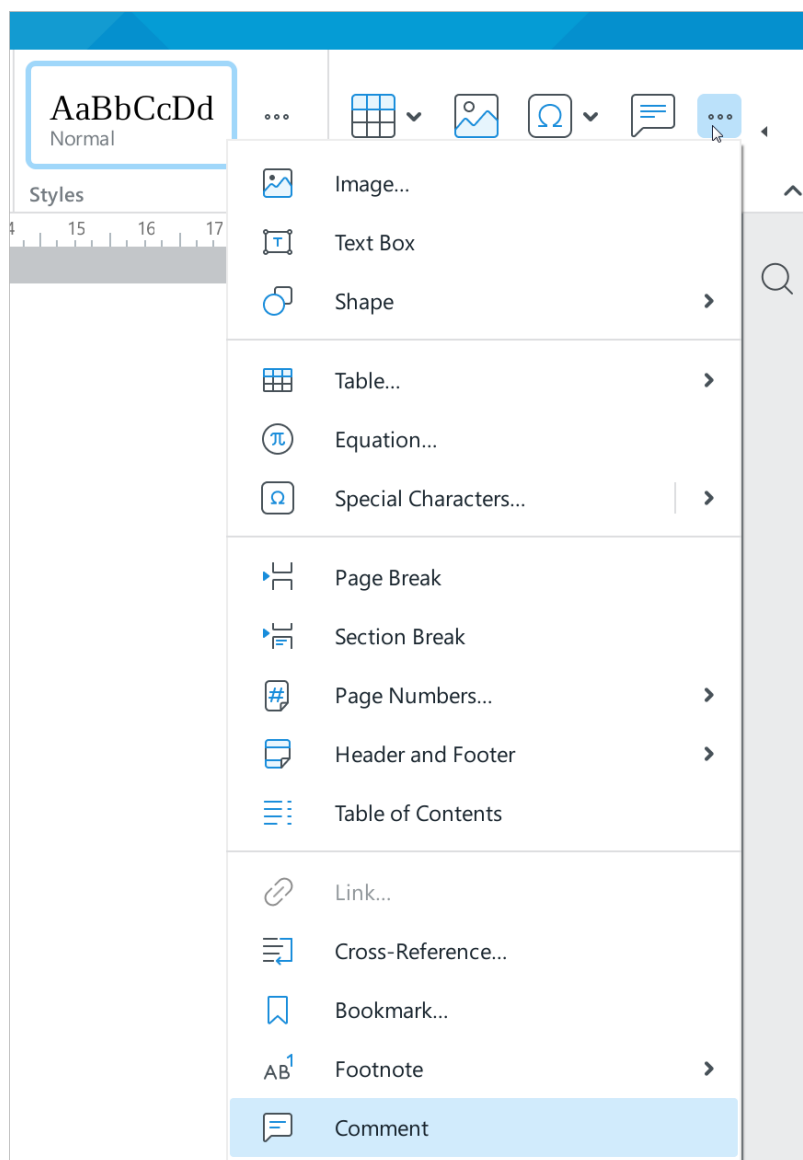 AaBbCcDd
Normal
Styles
4 15 16 17
Image...
Text Box
Shape
Table...
Equation...
Special Characters...
Page Break
Section Break
Page Numbers...
Header and Footer
Table of Contents
Link...
Cross-Reference...
Bookmark...
Footnote
Comment